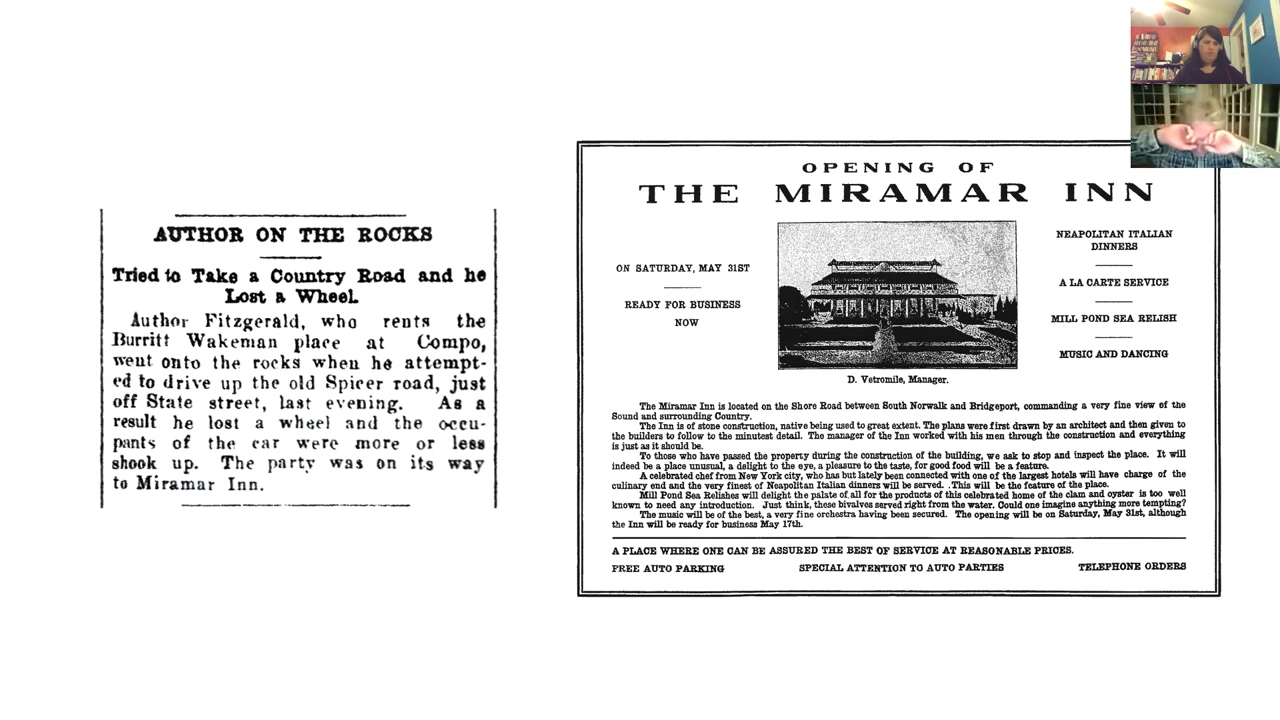 AUTHOR ON THE ROCKS
Tried to Take a Country Road and he
Lost a Wheel.
Author Fitzgerald, who rents the
Burritt Wakeman place at Compo,
went onto the rocks when he attempt-
ed to drive up the old Spicer road, just
off State street, last evening. As a
result he lost a wheel and the occu-
pants of the car were more or less
shook up. The party was on its way
to Miramar Inn.
OPENING OF
THE MIRAMAR INN
ON SATURDAY, MAY 31ST
READY FOR BUSINESS
NOW
NEAPOLITAN ITALIAN
DINNERS
A LA CARTE SERVICE
MILL POND SEA RELISH
MUSIC AND DANCING
D. Vetromile, Manager.
The Miramar Inn is located on the Shore Road between South Norwalk and Bridgeport, commanding a very fine view of the
Sound and surrounding Country.
The Inn is of stone construction, native being used to great extent. The plans were first drawn by an architect and then given to
the builders to follow to the minutest detail. The manager of the Inn worked with his men through the construction and everything
is just as it should be.
To those who have passed the property during the construction of the building, we ask to stop and inspect the place. It will
indeed be a place unusual, a delight to the eye, a pleasure to the taste, for good food will be a feature.
A celebrated chef from New York city, who has but lately been connected with one of the largest hotels will have charge of the
culinary end and the very finest of Neapolitan Italian dinners will be served. .This will be the feature of the place.
Mill Pond Sea Relishes will delight the palate of all for the products of this celebrated home of the clam and oyster is too well
known to need any introduction. Just think, these bivalves served right from the water. Could one imagine anything more tempting?
The music will be of the best, a very fine orchestra having been secured. The opening will be on Saturday, May 31st, although
the Inn will be ready for business May 17th.
A PLACE WHERE ONE CAN BE ASSURED THE BEST OF SERVICE AT REASONABLE PRICES.
FREE AUTO PARKING SPECIAL ATTENTION TO AUTO PARTIES TELEPHONE ORDERS